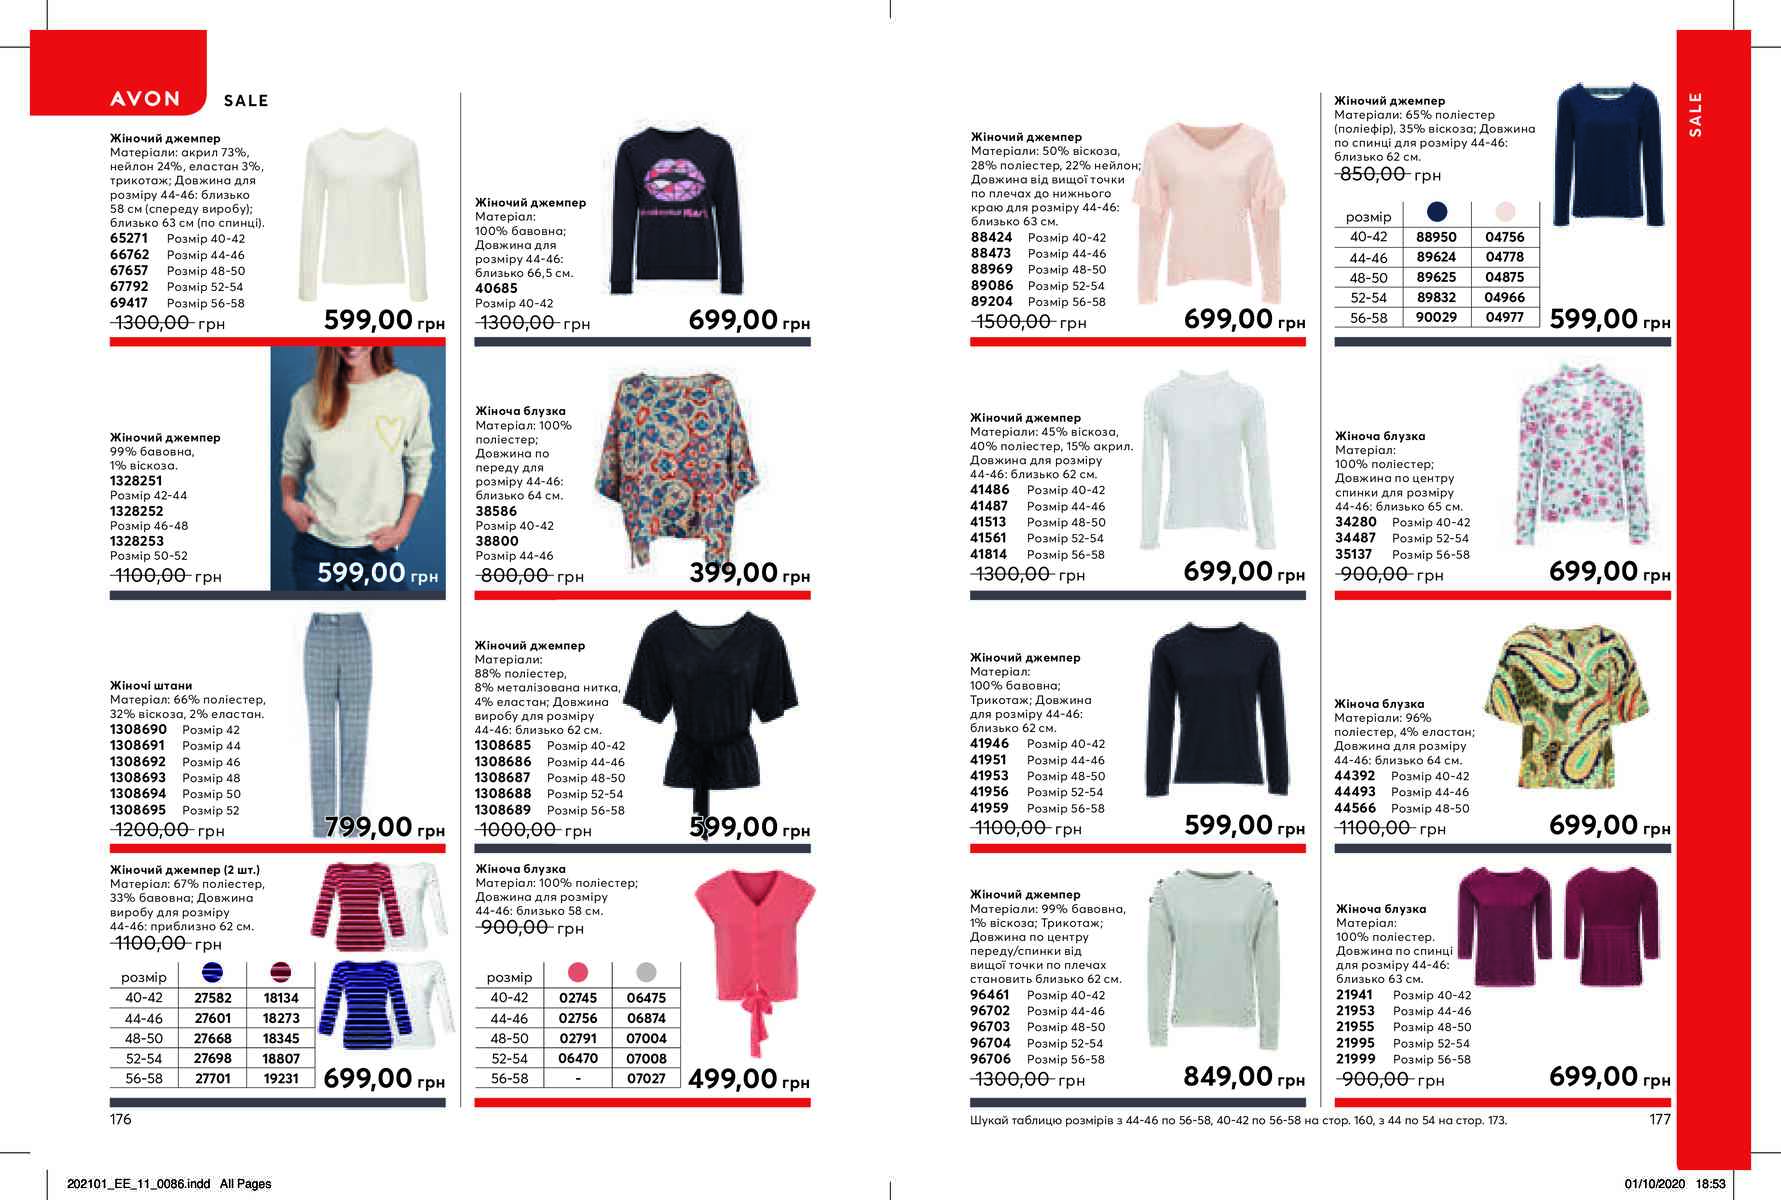 AVON
SALE
Жіночий джемпер
Матеріали: акрил 73%,
нейлон 24%, еластан 3%,
трикотаж; Довжина для
розміру 44-46: близько
58 см (спереду виробу);
близько 63 см (по спинці).
65271 Розмір 40-42
66762 Розмір 44-46
67657 Розмір 48-50
67792 Розмір 52-54
69417 Розмір 56-58
1300,00 грн
599,00 грн
Жіночий джемпер
99% бавовна,
1% віскоза.
1328251
Розмір 42-44
1328252
Розмір 46-48
1328253
Розмір 50-52
1100,00 грн
599,00 грн
Жіночі штани
Матеріал: 66% поліестер,
32% віскоза, 2% еластан.
1308690 Розмір 42
1308691 Розмір 44
1308692 Розмір 46
1308693 Розмір 48
1308694 Розмір 50
1308695 Розмір 52
1200,00 грн
799,00 грн
Жіночий джемпер (2 шт.)
Матеріал: 67% поліестер,
33% бавовна; Довжина
виробу для розміру
44-46: приблизно 62 см.
1100,00 грн
розмір
40-42 27582 18134
44-46 27601 18273
48-50 27668 18345
52-54 27698 18807
56-58 27701 19231
699,00 грн
176
Жіночий джемпер
Матеріал:
100% бавовна;
Довжина для
розміру 44-46:
близько 66,5 см.
40685
Розмір 40-42
1300,00 грн
699,00 грн
Жіноча блузка
Матеріал: 100%
поліестер;
Довжина по
переду для
розміру 44-46:
близько 64 см.
38586
Розмір 40-42
38800
Розмір 44-46
800,00 грн
399,00 грн
Жіночий джемпер
Матеріали:
88% поліестер,
8% металізована нитка,
4% еластан; Довжина
виробу для розміру
44-46: близько 62 см.
1308685 Розмір 40-42
1308686 Розмір 44-46
1308687 Розмір 48-50
1308688 Розмір 52-54
1308689 Розмір 56-58
1000,00 грн
599,00 грн
Жіноча блузка
Матеріал: 100% поліестер;
Довжина для розміру
44-46: близько 58 см.
900,00 грн
розмір
40-42 02745 06475
44-46 02756 06874
48-50 02791 07004
52-54 06470 07008
56-58 - 07027
499,00 грн
Жіночий джемпер
Матеріали: 50% віскоза,
28% поліестер, 22% нейлон;
Довжина від вищої точки
по плечах до нижнього
краю для розміру 44-46:
близько 63 см.
88424 Розмір 40-42
88473 Розмір 44-46
88969 Розмір 48-50
89086 Розмір 52-54
89204 Розмір 56-58
1500,00 грн
699,00 грн
Жіночий джемпер
Матеріали: 45% віскоза,
40% поліестер, 15% акрил.
Довжина для розміру
44-46: близько 62 см.
41486 Розмір 40-42
41487 Розмір 44-46
41513 Розмір 48-50
41561 Розмір 52-54
41814 Розмір 56-58
1300,00 грн
699,00 грн
Жіночий джемпер
Матеріал:
100% бавовна;
Трикотаж; Довжина
для розміру 44-46:
близько 62 см.
41946 Розмір 40-42
41951 Розмір 44-46
41953 Розмір 48-50
41956 Розмір 52-54
41959 Розмір 56-58
1100,00 грн
599,00 грн
Жіночий джемпер
Матеріали: 99% бавовна,
1% віскоза; Трикотаж;
Довжина по центру
переду/спинки від
вищої точки по плечах
становить близько 62 см.
96461 Розмір 40-42
96702 Розмір 44-46
96703 Розмір 48-50
96704 Розмір 52-54
96706 Розмір 56-58
1300,00 грн
849,00 грн
Жіночий джемпер
Матеріали: 65% поліестер
(поліефір), 35% віскоза; Довжина
по спинці для розміру 44-46:
близько 62 см.
850,00 грн
розмір
40-42 88950 04756
44-46 89624 04778
48-50 89625 04875
52-54 89832 04966
56-58 90029 04977
599,00 грн
Жіноча блузка
Матеріал:
100% поліестер;
Довжина по центру
спинки для розміру
44-46: близько 65 см.
34280 Розмір 40-42
34487 Розмір 52-54
35137 Розмір 56-58
900,00 грн
699,00 грн
Жіноча блузка
Матеріали: 96%
поліестер, 4% еластан;
Довжина для розміру
44-46: близько 64 см.
44392 Розмір 40-42
44493 Розмір 44-46
44566 Розмір 48-50
1100,00 грн
699,00 грн
Жіноча блузка
Матеріал:
100% поліестер.
Довжина по спинці
для розміру 44-46:
близько 63 см.
21941 Розмір 40-42
21953 Розмір 44-46
21955 Розмір 48-50
21995 Розмір 52-54
21999 Розмір 56-58
900,00 грн
699,00 грн
SALE
Шукай таблицю розмірів з 44-46 по 56-58, 40-42 по 56-58 на стор. 160, з 44 по 54 на стор. 173.
177
202101_EE_11_0086.indd All Pages
01/10/2020 18:53